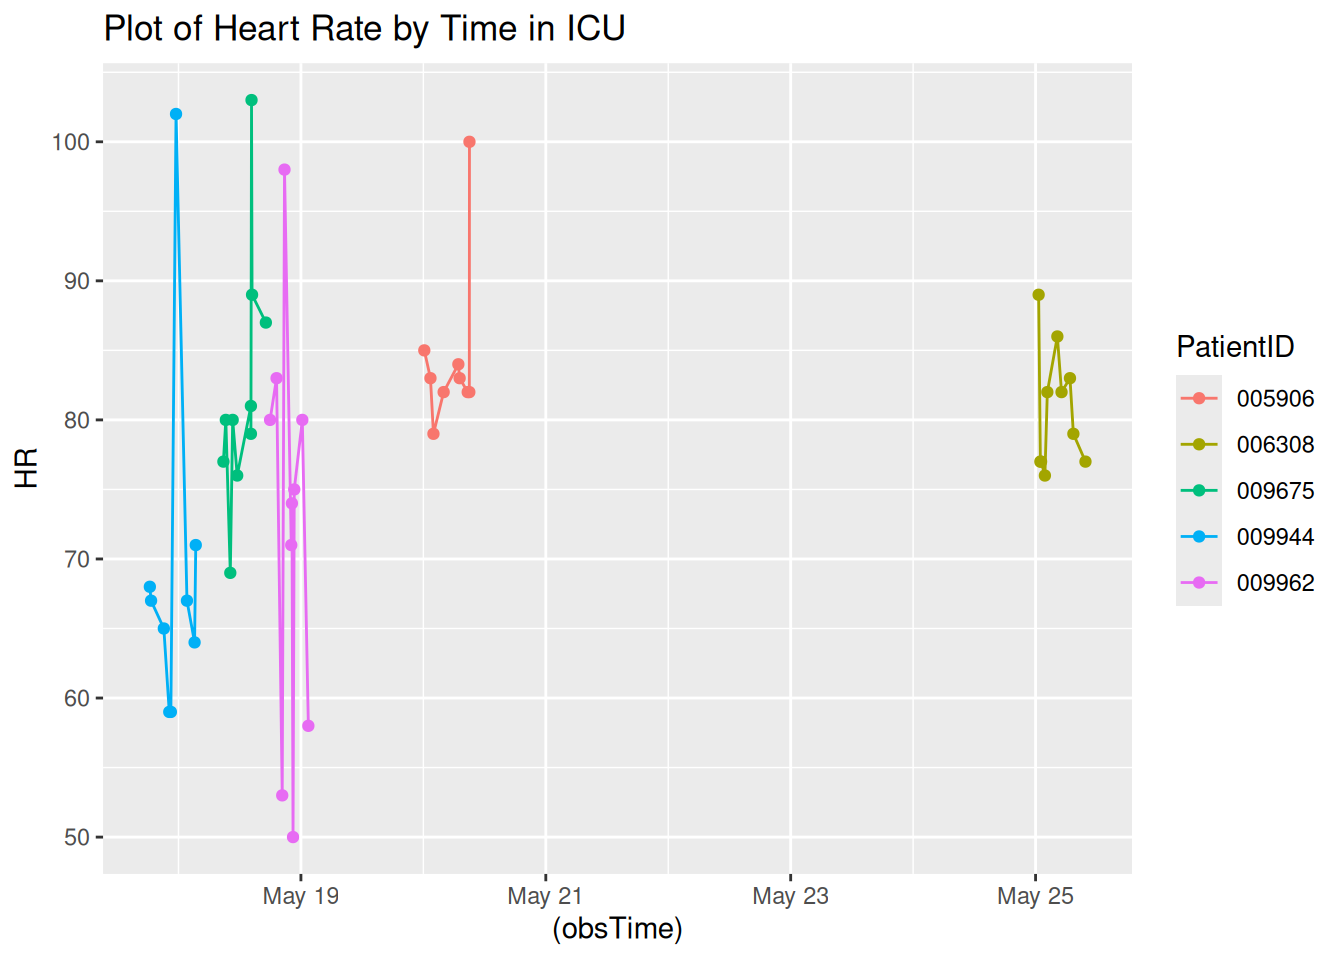 Plot of Heart Rate by Time in ICU
HR
100
90
80
70
60
50
May 19
May 21
May 23
May 25
(obsTime)
PatientID
005906
006308
009675
009944
009962